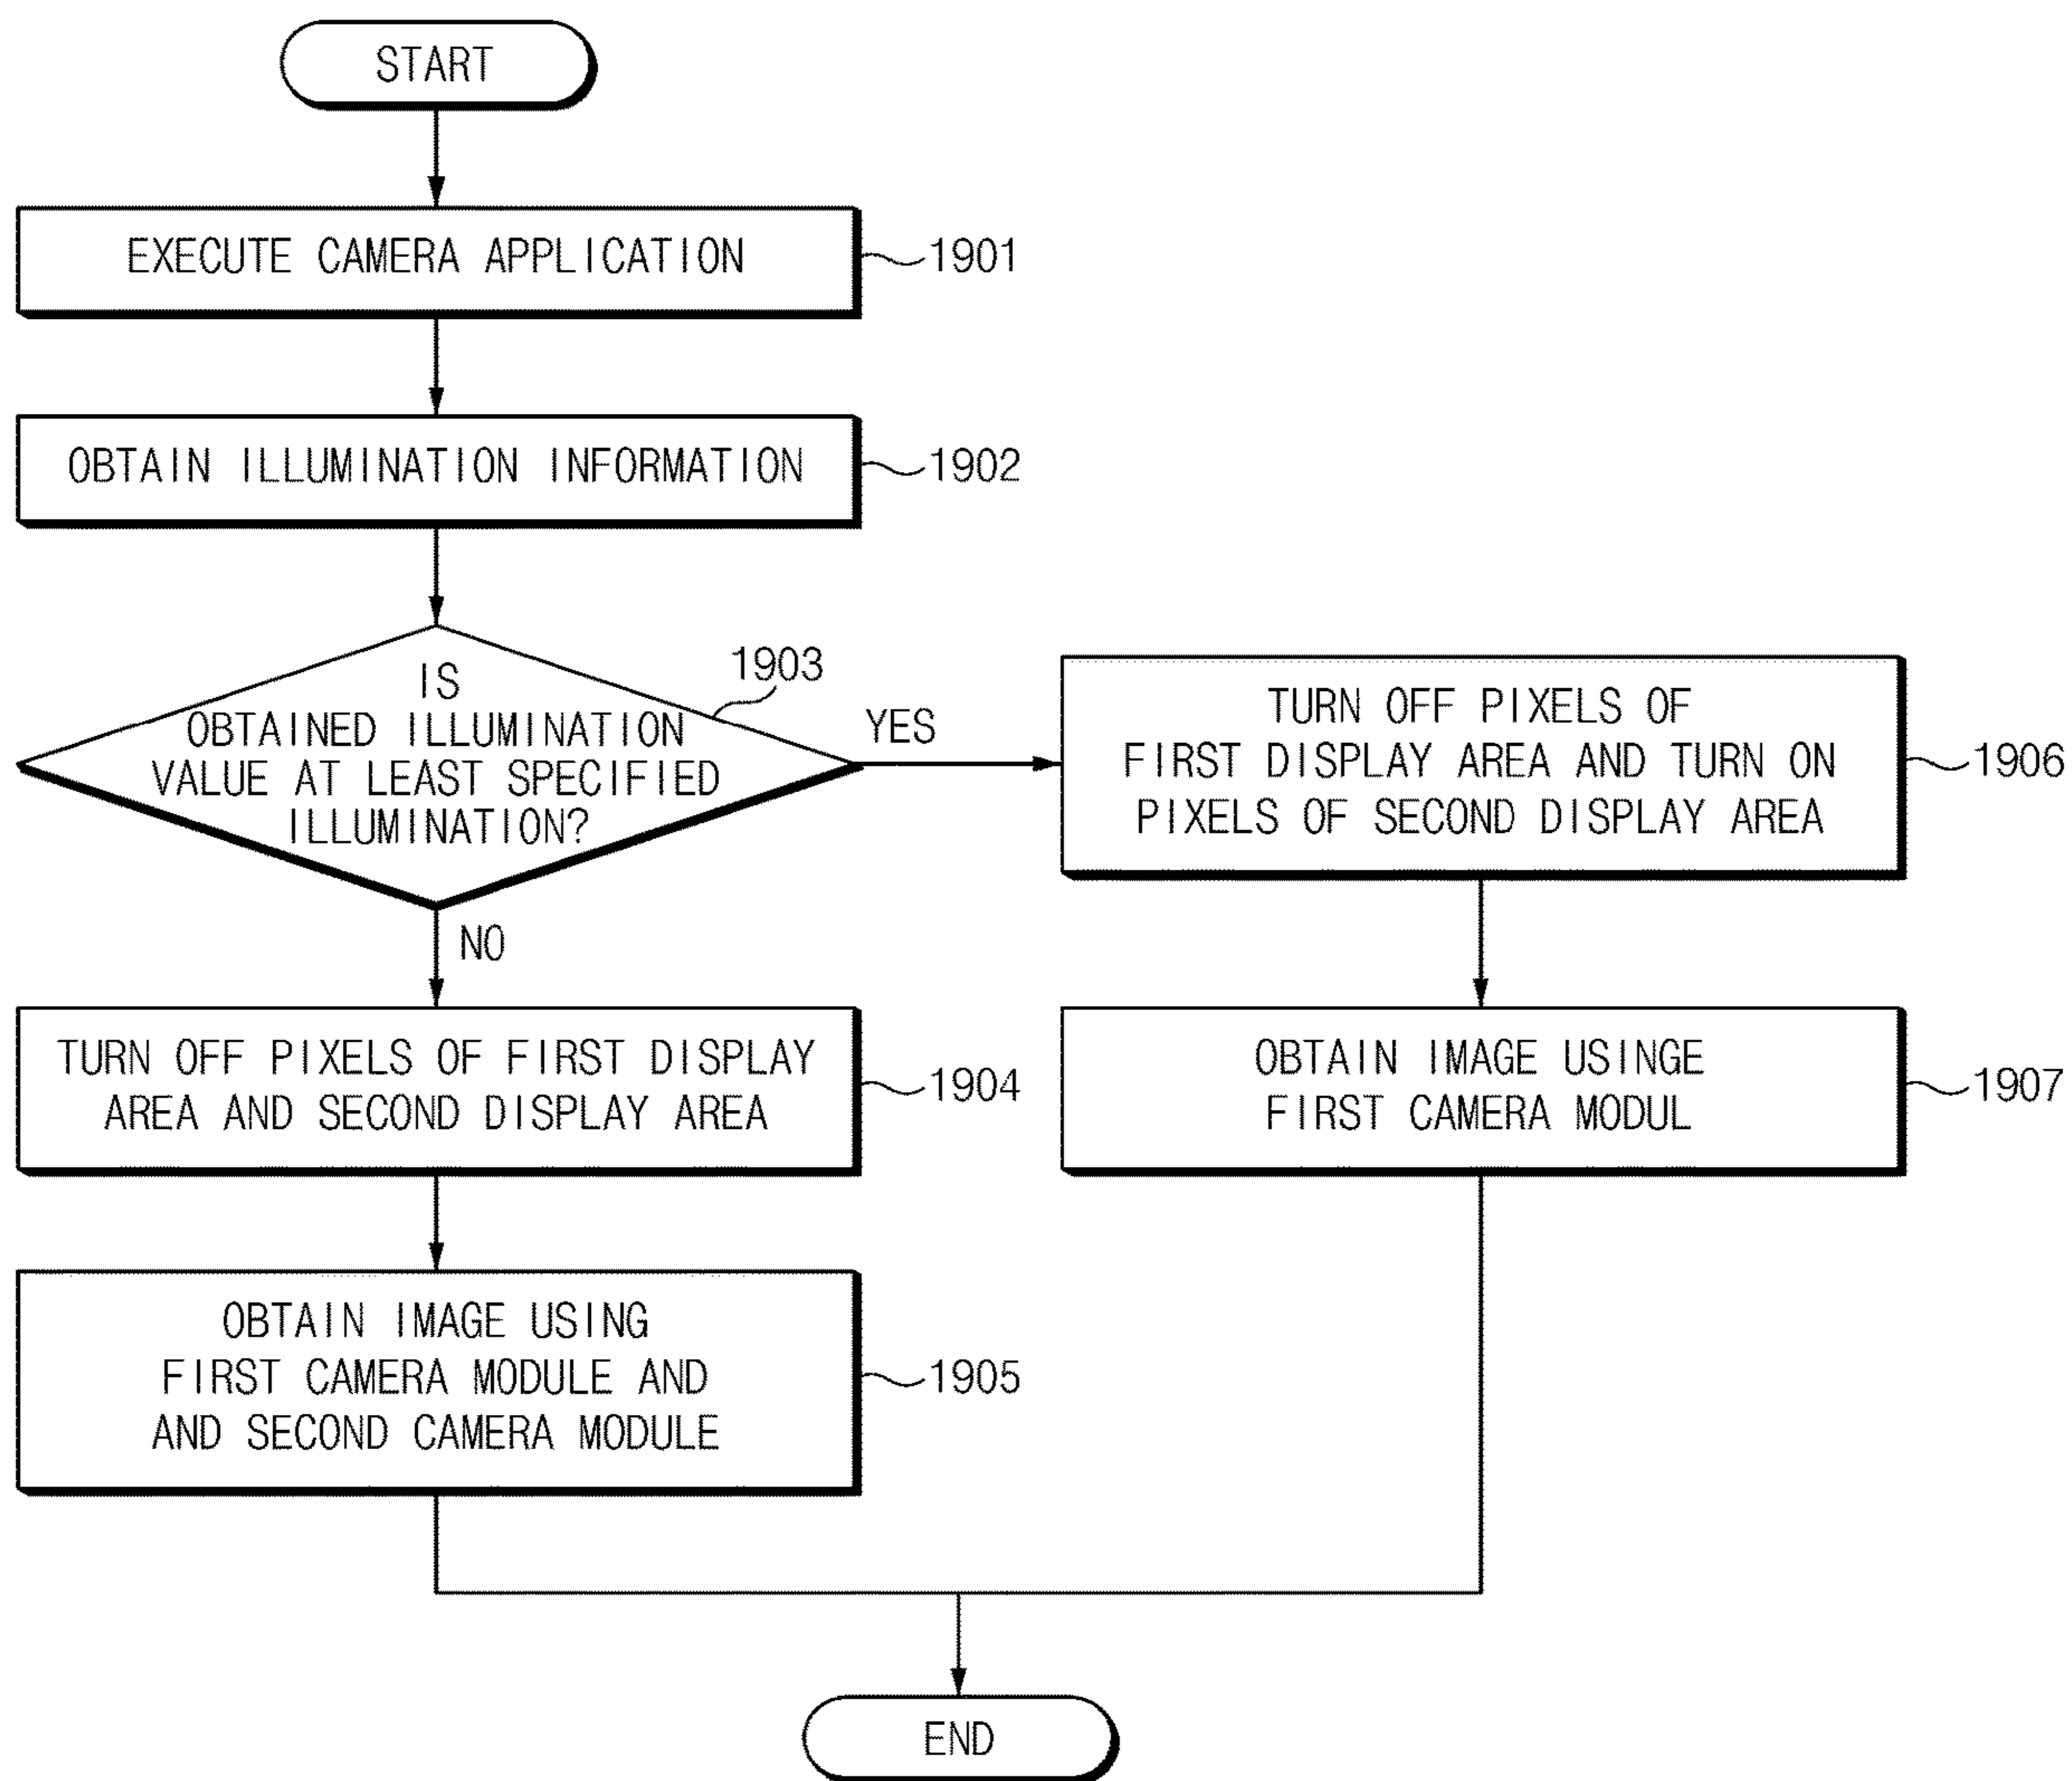 START
EXECUTE CAMERA APPLICATION
1901
OBTAIN ILLUMINATION INFORMATION
1902
IS
OBTAINED ILLUMINATION
VALUE AT LEAST SPECIFIED
ILLUMINATION?
1903
YES
NO
TURN OFF PIXELS OF
FIRST DISPLAY AREA AND TURN ON
PIXELS OF SECOND DISPLAY AREA
1906
TURN OFF PIXELS OF FIRST DISPLAY
AREA AND SECOND DISPLAY AREA
1904
OBTAIN IMAGE USINGE
FIRST CAMERA MODUL
1907
OBTAIN IMAGE USING
FIRST CAMERA MODULE AND
AND SECOND CAMERA MODULE
1905
END